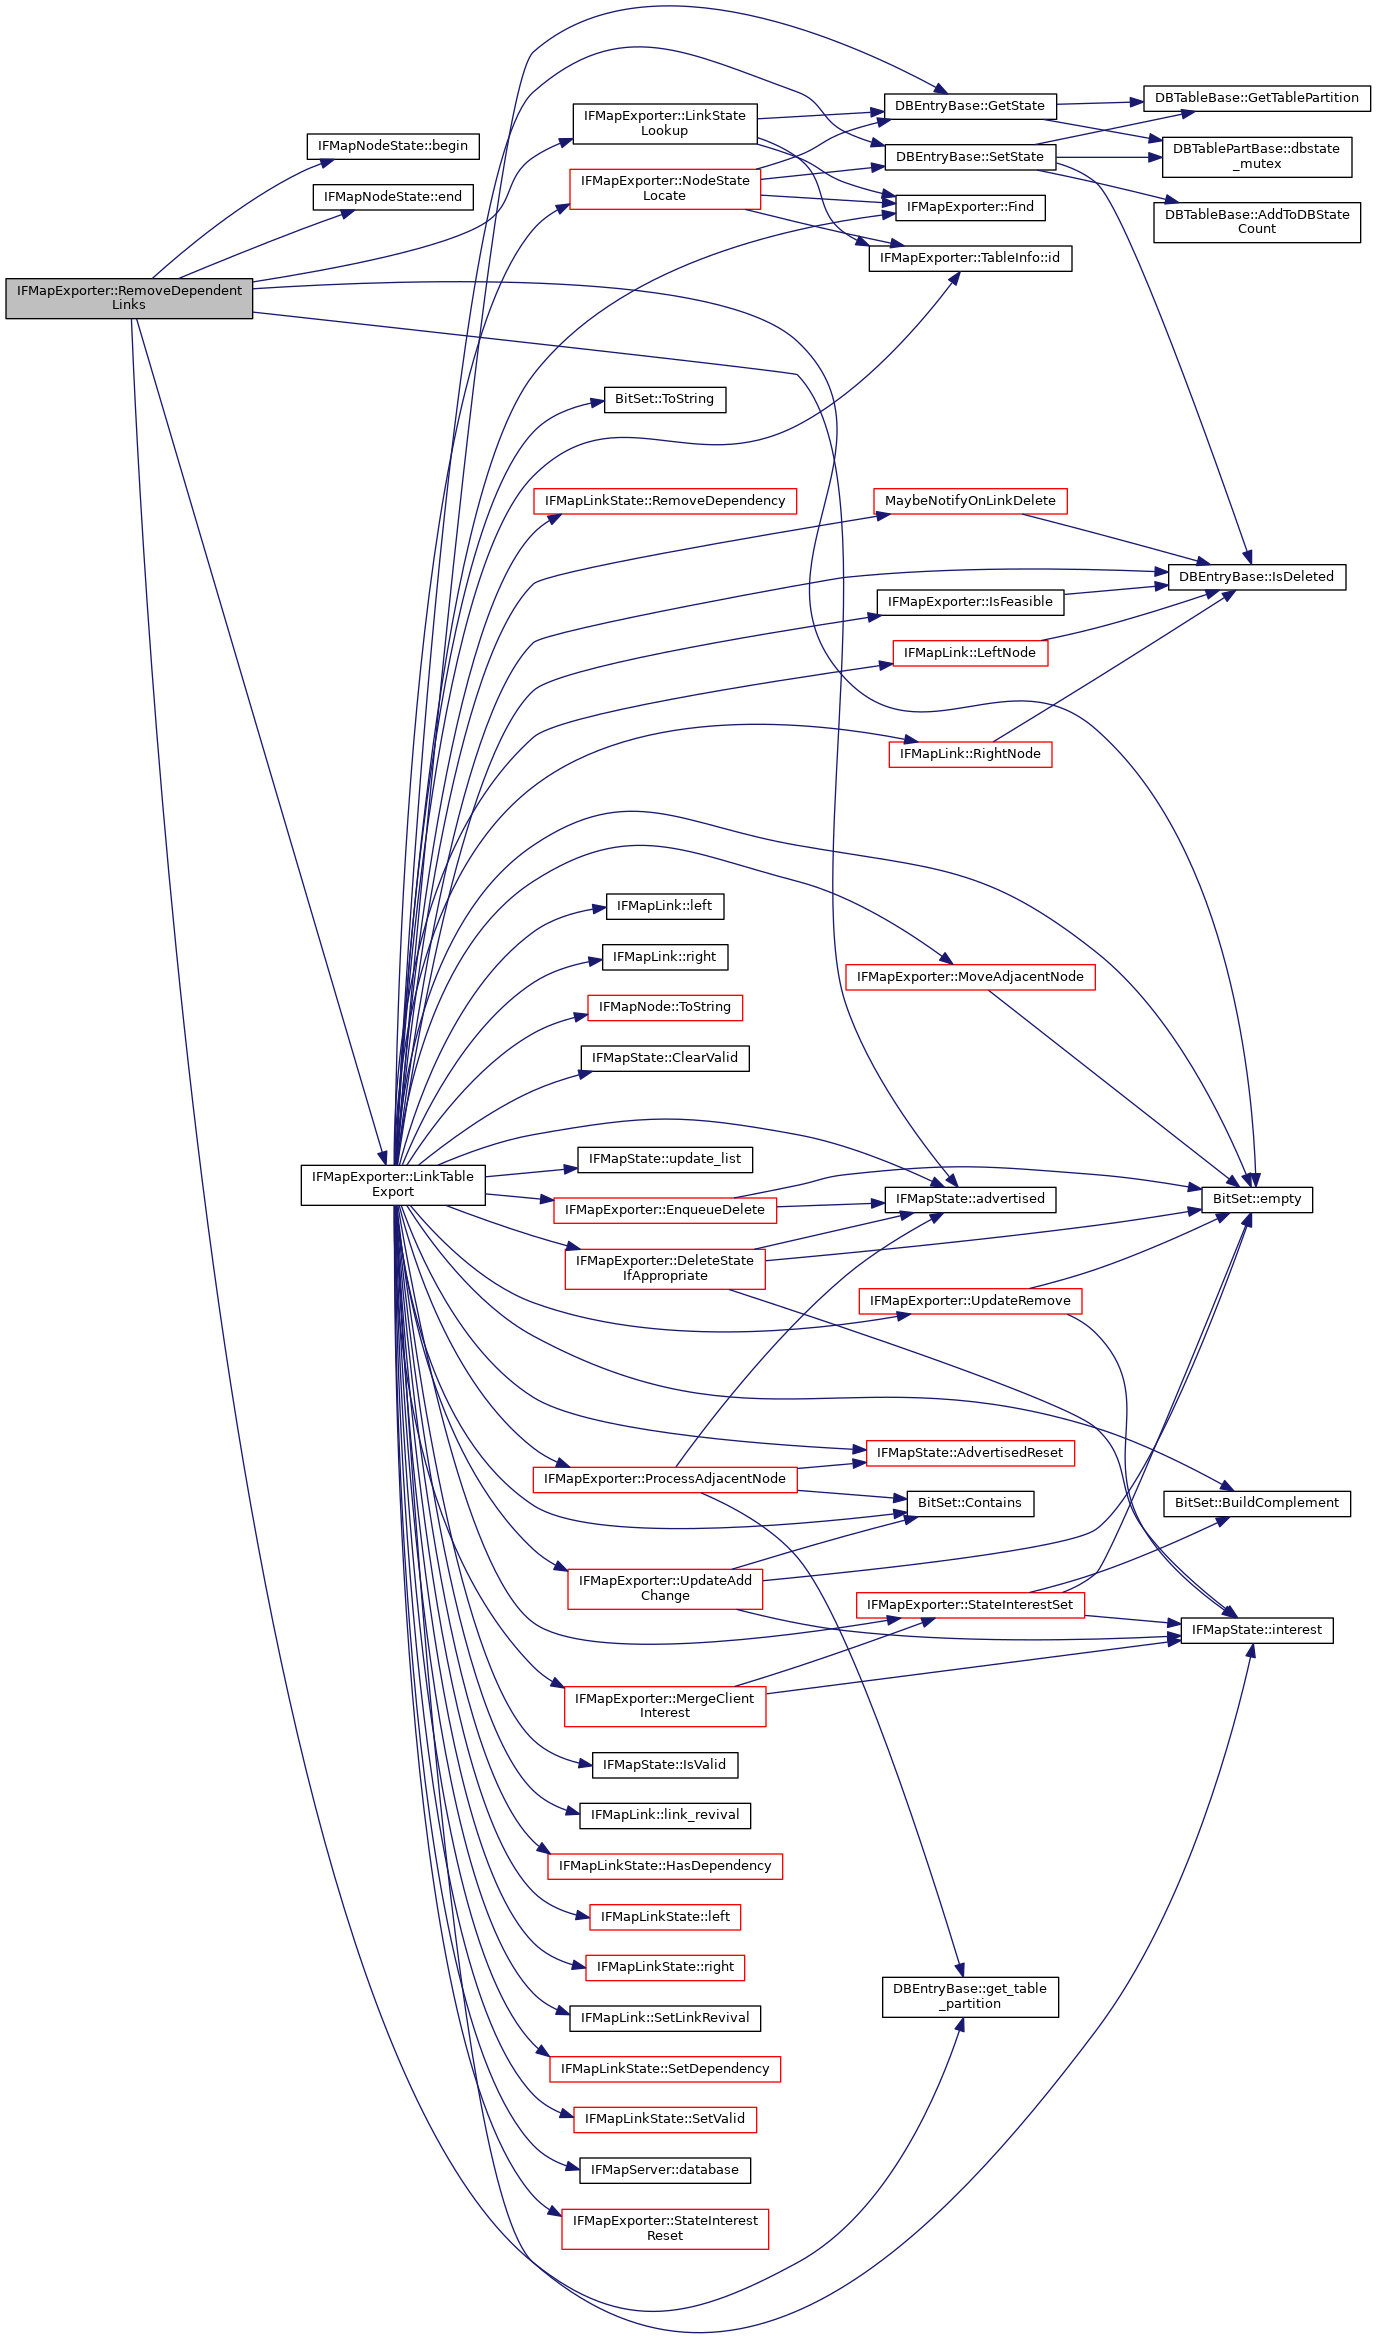 IFMapExporter::RemoveDependent
Links
IFMapNodeState::begin
IFMapNodeState::end
IFMapExporter::LinkTable
Export
IFMapExporter::LinkState
Lookup
IFMapExporter::NodeState
Locate
BitSet::ToString
IFMapLinkState::RemoveDependency
IFMapLink::left
IFMapLink::right
IFMapNode::ToString
IFMapState::ClearValid
IFMapState::update_list
IFMapExporter::EnqueueDelete
IFMapExporter::DeleteState
IfAppropriate
IFMapExporter::ProcessAdjacentNode
IFMapExporter::UpdateAdd
Change
IFMapExporter::MergeClient
Interest
IFMapState::IsValid
IFMapLink::link_revival
IFMapLinkState::HasDependency
IFMapLinkState::left
IFMapLinkState::right
IFMapLink::SetLinkRevival
IFMapLinkState::SetDependency
IFMapLinkState::SetValid
IFMapServer::database
IFMapExporter::StateInterest
Reset
DBEntryBase::GetState
DBEntryBase::SetState
IFMapExporter::Find
IFMapExporter::TableInfo::id
MaybeNotifyOnLinkDelete
IFMapExporter::IsFeasible
IFMapLink::LeftNode
IFMapLink::RightNode
IFMapExporter::MoveAdjacentNode
IFMapState::advertised
IFMapExporter::UpdateRemove
IFMapState::AdvertisedReset
BitSet::Contains
IFMapExporter::StateInterestSet
DBEntryBase::get_table
_partition
DBTableBase::GetTablePartition
DBTablePartBase::dbstate
_mutex
DBTableBase::AddToDBState
Count
DBEntryBase::IsDeleted
BitSet::empty
BitSet::BuildComplement
IFMapState::interest